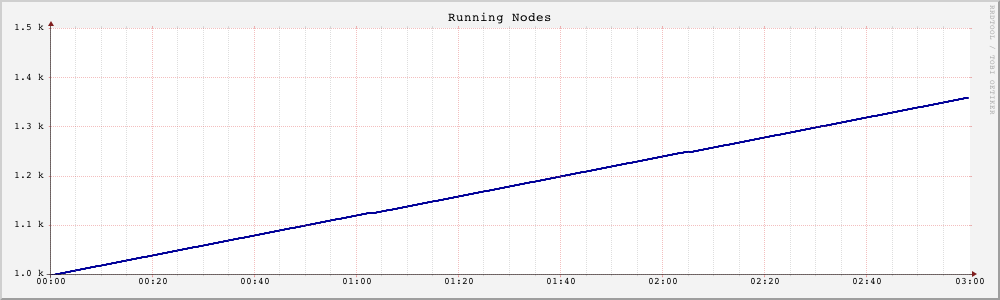 Running Nodes
1.5 k
1.4 k
1.3 k
1.2 k
1.1 k
1.0 k
00:00 00:20 00:40 01:00 01:20 01:40 02:00 02:20 02:40 03:00
RRDTOOL / TOBI OETIKER